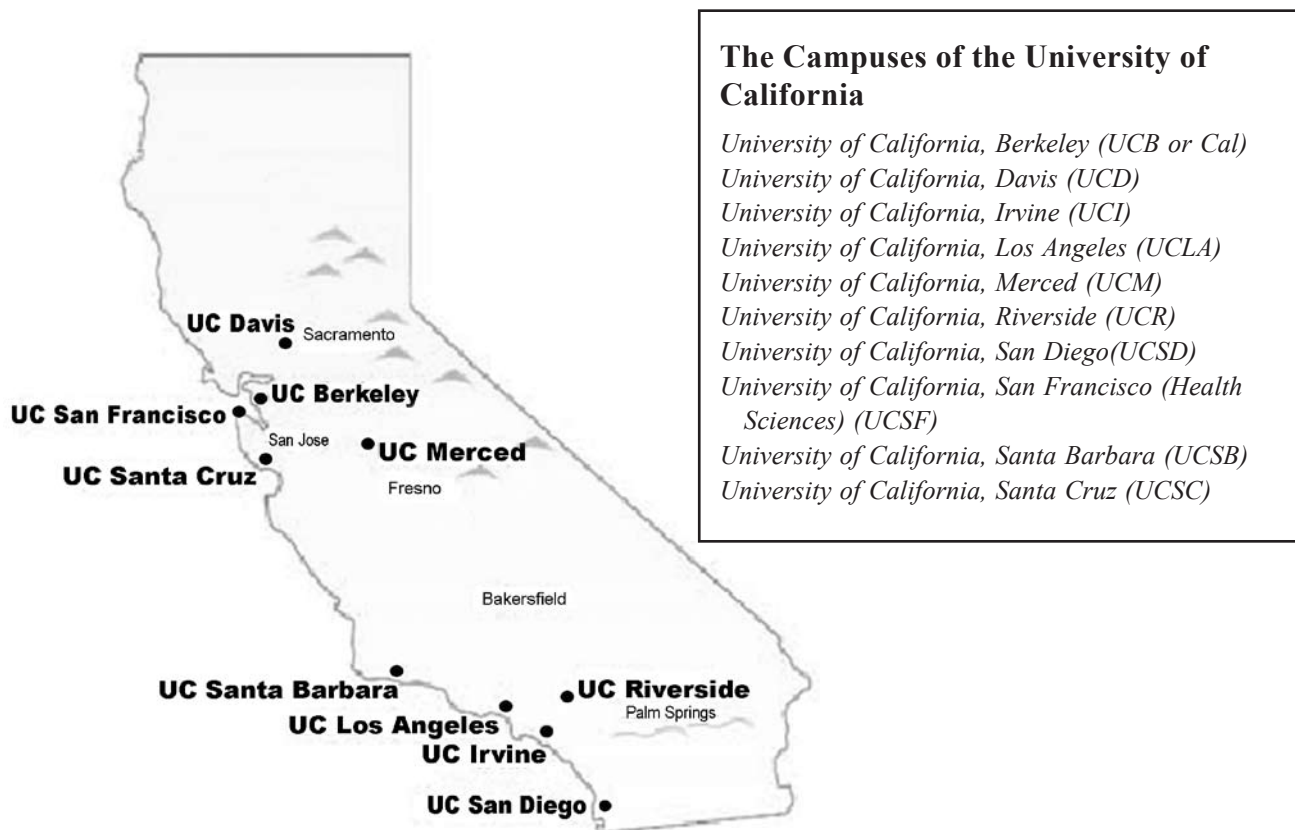 The Campuses of the University of
California
University of California, Berkeley (UCB or Cal)
University of California, Davis (UCD)
University of California, Irvine (UCI)
University of California, Los Angeles (UCLA)
University of California, Merced (UCM)
University of California, Riverside (UCR)
University of California, San Diego(UCSD)
University of California, San Francisco (Health
Sciences) (UCSF)
University of California, Santa Barbara (UCSB)
University of California, Santa Cruz (UCSC)
UC Davis
Sacramento
UC Berkeley
UC San Francisco
San Jose
UC Merced
UC Santa Cruz
Fresno
Bakersfield
UC Santa Barbara
UC Riverside
Palm Springs
UC Los Angeles
UC Irvine
UC San Diego